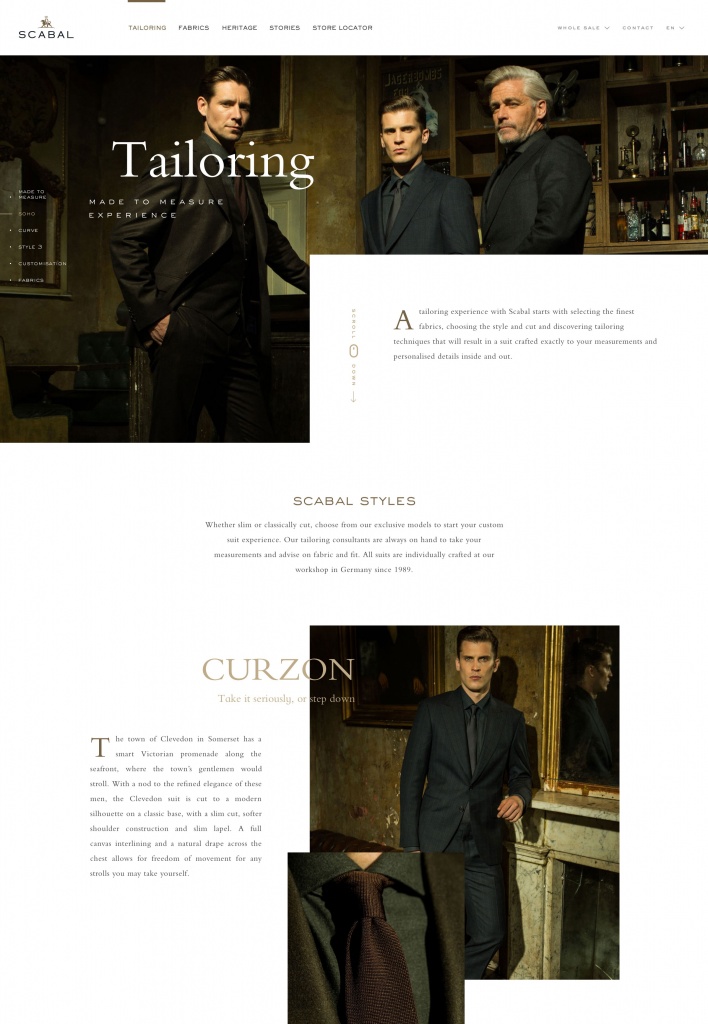 SCABAL
TAILORING FABRICS HERITAGE STORIES STORE LOCATOR
WHOLE SALE CONTACT EN
JÄGERBOMBS
Tailoring
MADE TO MEASURE
EXPERIENCE
MADE TO
MEASURE
SOHO
CURVE
STYLE 3
CUSTOMISATION
FABRICS
SCROLL DOWN
A tailoring experience with Scabal starts with selecting the finest
fabrics, choosing the style and cut and discovering tailoring
techniques that will result in a suit crafted exactly to your measurements and
personalised details inside and out.
SCABAL STYLES
Whether slim or classically cut, choose from our exclusive models to start your custom
suit experience. Our tailoring consultants are always on hand to take your
measurements and advise on fabric and fit. All suits are individually crafted at our
workshop in Germany since 1989.
CURZON
Take it seriously, or step down
The town of Clevedon in Somerset has a
smart Victorian promenade along the
seafront, where the town's gentlemen would
stroll. With a nod to the refined elegance of these
men, the Clevedon suit is cut to a modern
silhouette on a classic base, with a slim cut, softer
shoulder construction and slim lapel. A full
canvas interlining and a natural drape across the
chest allows for freedom of movement for any
strolls you may take yourself.